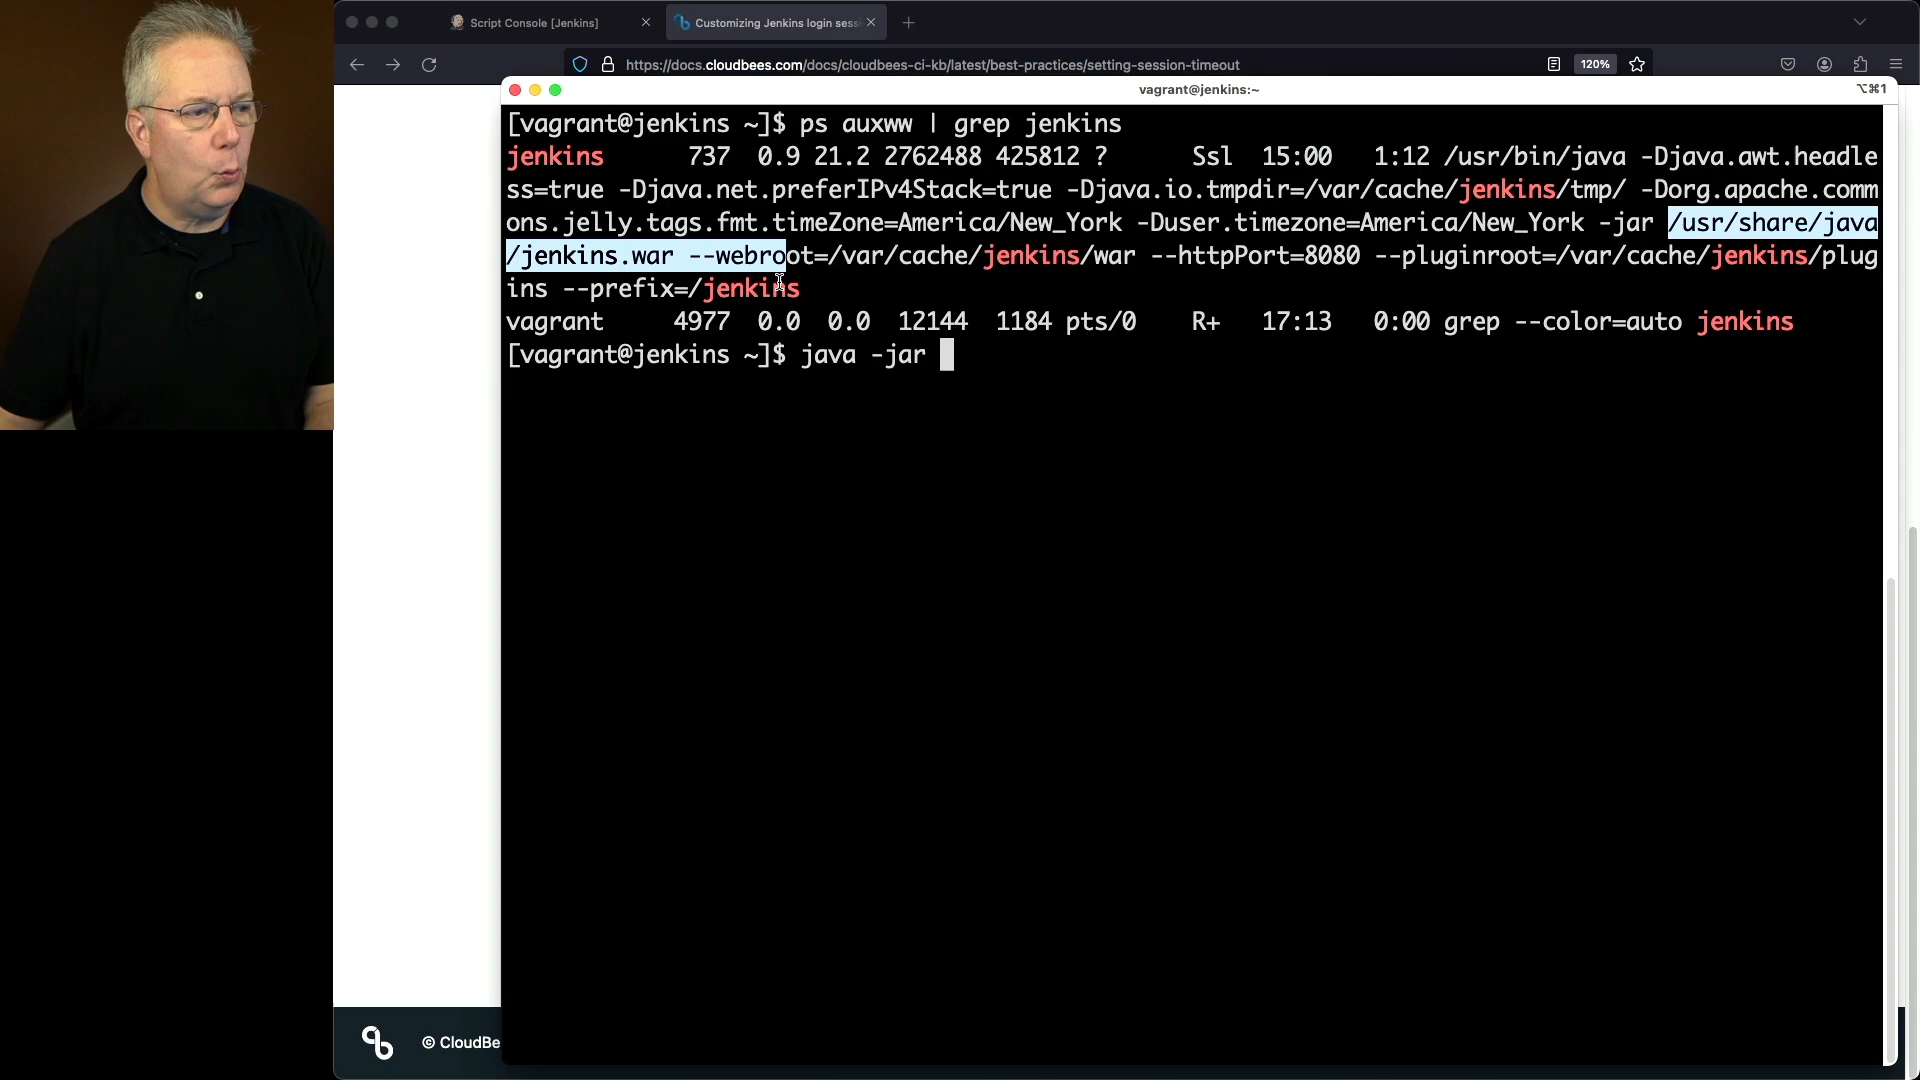 Script Console [Jenkins]
Customizing Jenkins login sess
https://docs.cloudbees.com/docs/cloudbees-ci-kb/latest/best-practices/setting-session-timeout
120%
vagrant@jenkins:~
⌥⌘1
[vagrant@jenkins ~]$ ps auxww | grep jenkins
jenkins      737  0.9 21.2 2762488 425812 ?      Ssl  15:00   1:12 /usr/bin/java -Djava.awt.headle
ss=true -Djava.net.preferIPv4Stack=true -Djava.io.tmpdir=/var/cache/jenkins/tmp/ -Dorg.apache.comm
ons.jelly.tags.fmt.timeZone=America/New_York -Duser.timezone=America/New_York -jar /usr/share/java
/jenkins.war --webroot=/var/cache/jenkins/war --httpPort=8080 --pluginroot=/var/cache/jenkins/plug
ins --prefix=/jenkins
vagrant     4977  0.0  0.0  12144  1184 pts/0    R+   17:13   0:00 grep --color=auto jenkins
[vagrant@jenkins ~]$ java -jar
© CloudBe